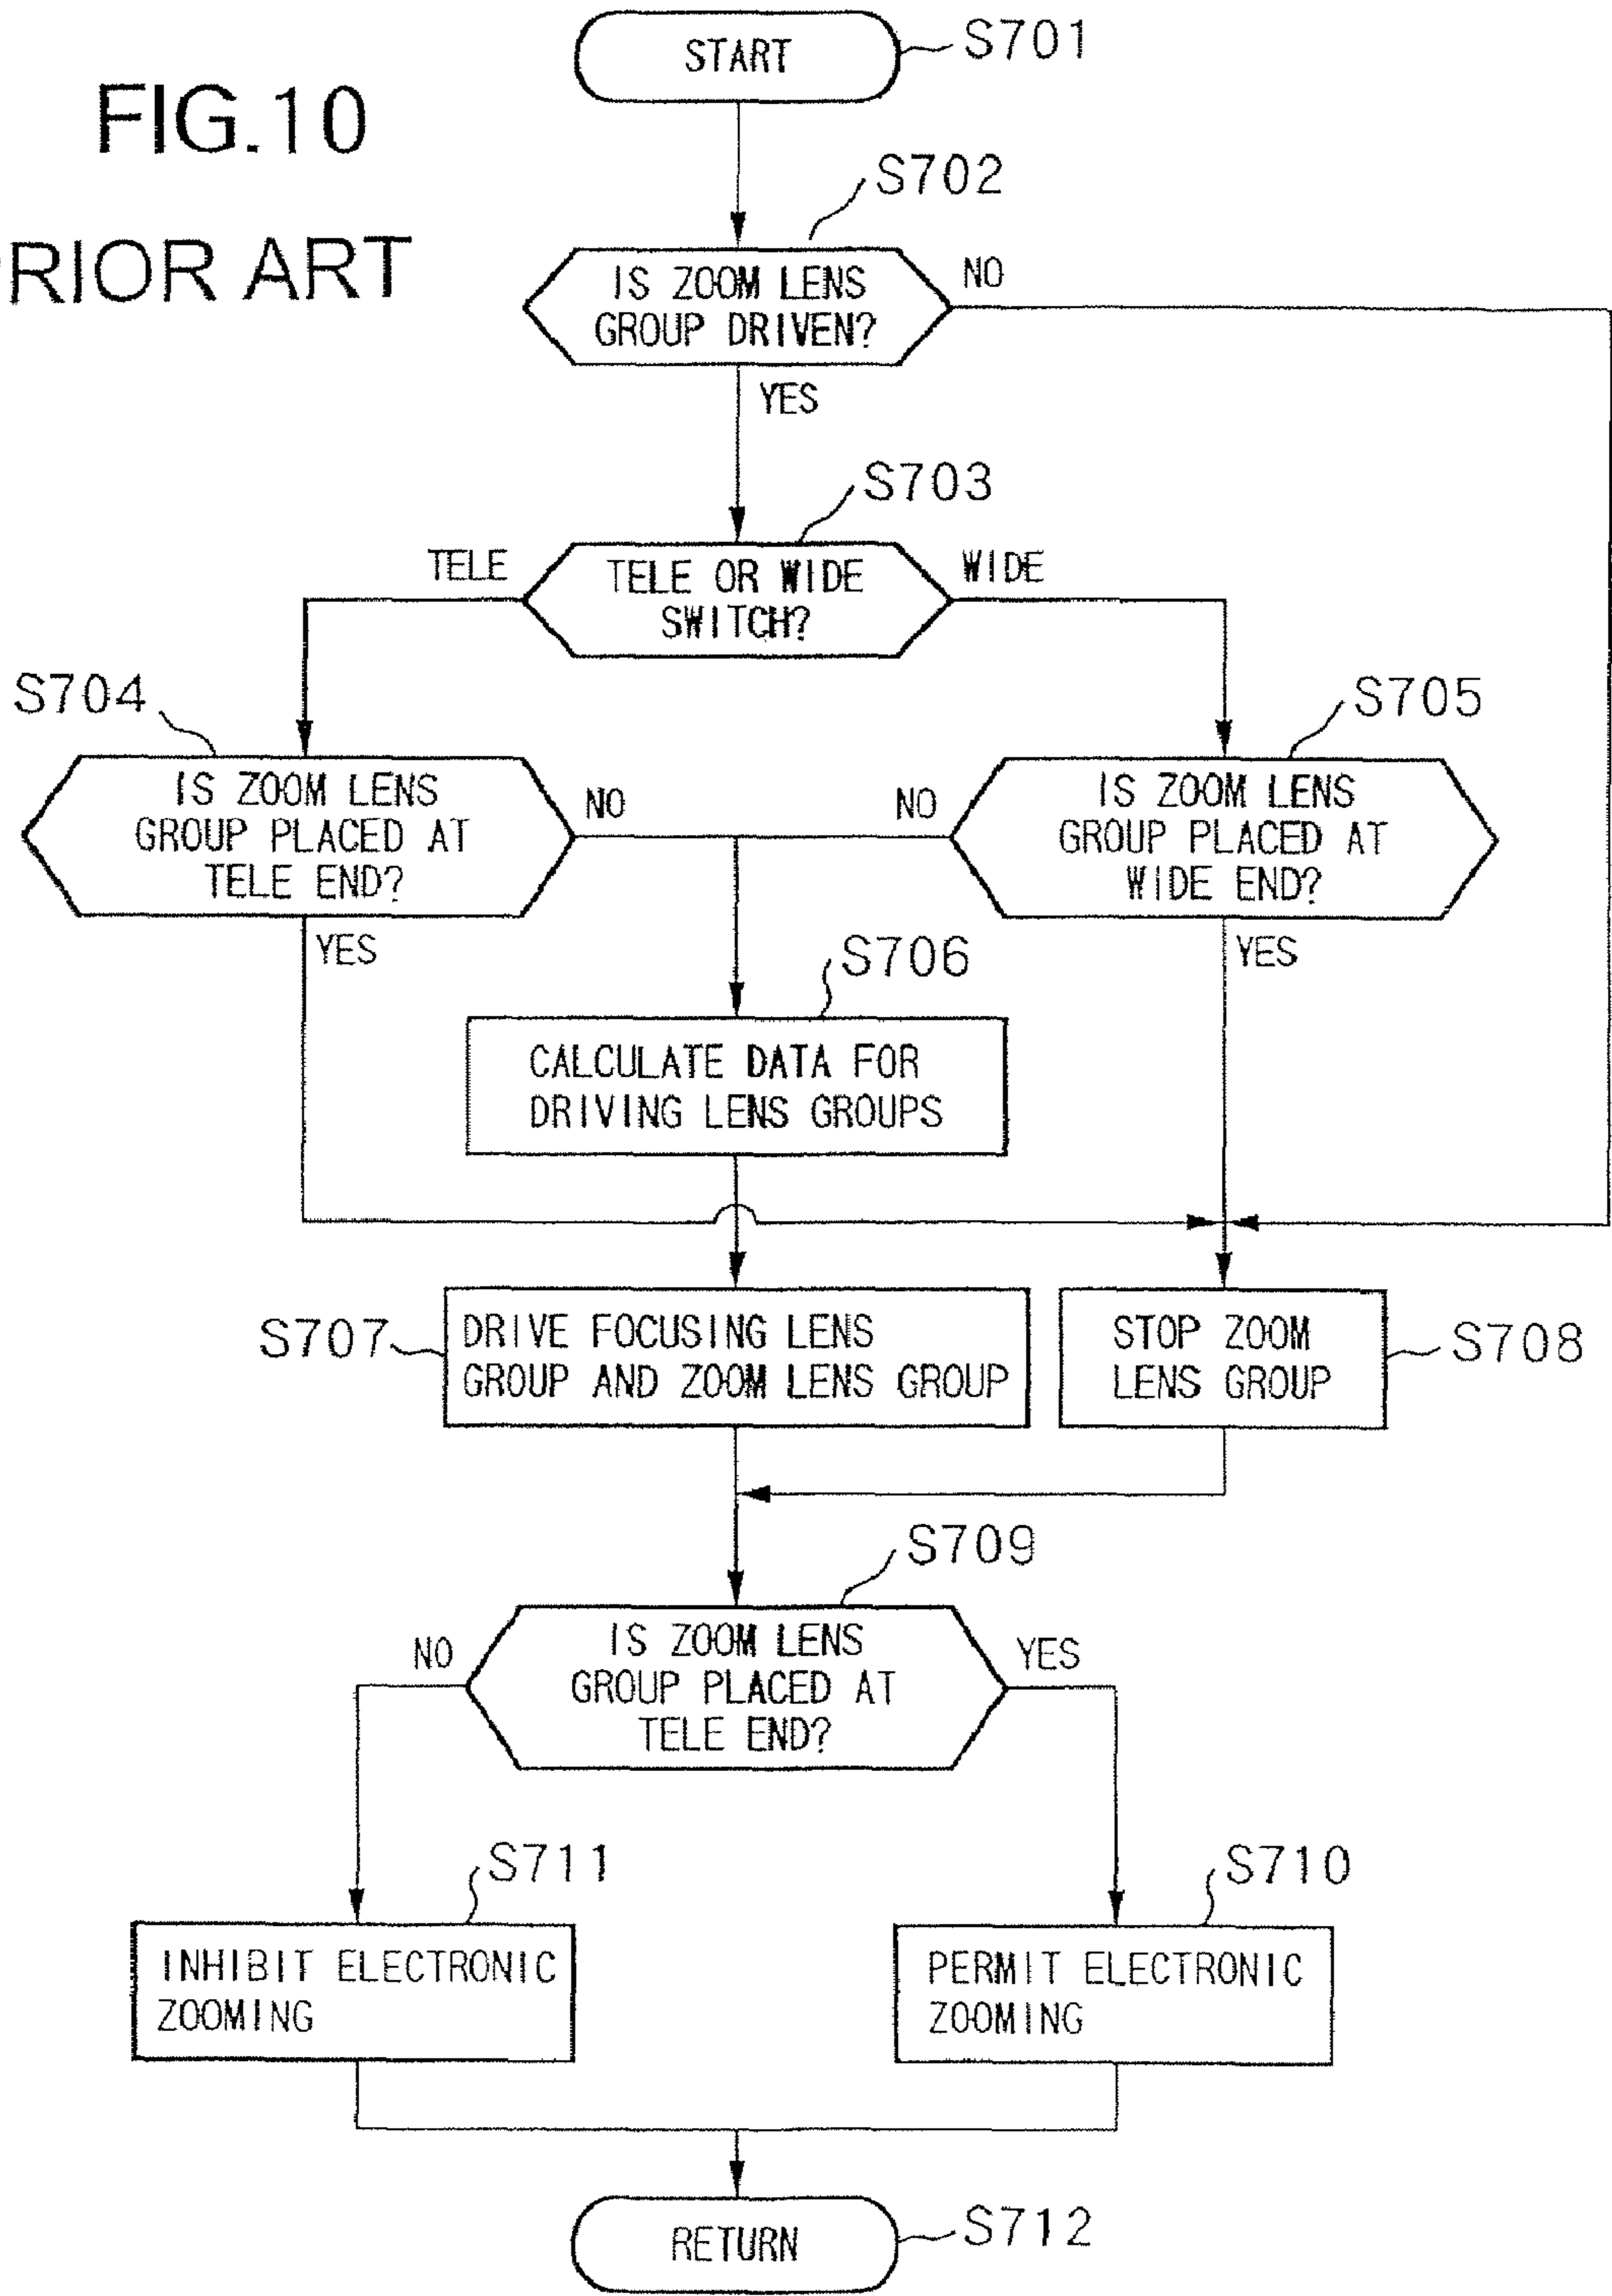 START
S701
FIG.10
S702
RIOR ART
IS ZOOM LENS
GROUP DRIVEN?
NO
YES
S703
TELE
TELE OR WIDE
SWITCH?
WIDE
S704
S705
IS ZOOM LENS
GROUP PLACED AT
TELE END?
NO
NO
IS ZOOM LENS
GROUP PLACED AT
WIDE END?
YES
YES
S706
CALCULATE DATA FOR
DRIVING LENS GROUPS
S707
DRIVE FOCUSING LENS
GROUP AND ZOOM LENS GROUP
STOP ZOOM
LENS GROUP
S708
S709
NO
IS ZOOM LENS
GROUP PLACED AT
TELE END?
YES
S711
S710
INHIBIT ELECTRONIC
ZOOMING
PERMIT ELECTRONIC
ZOOMING
RETURN
S712